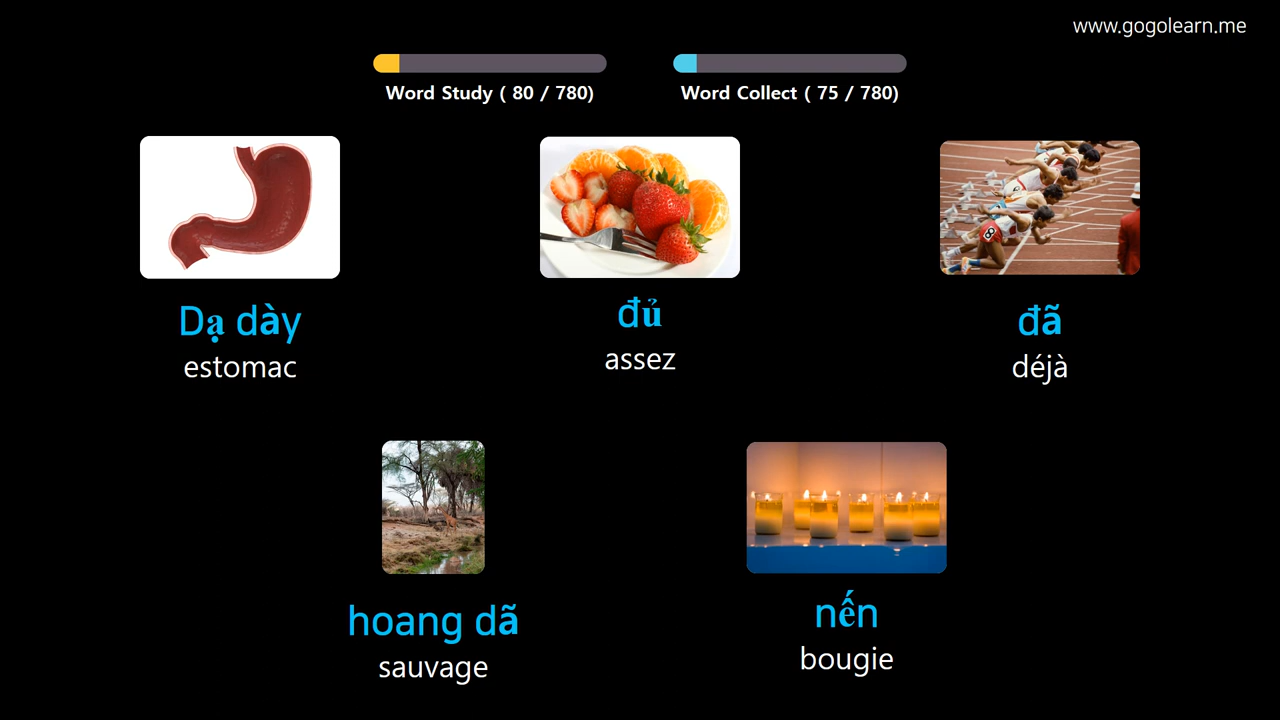 www.gogolearn.me
Word Study ( 80 / 780)
Word Collect ( 75 / 780)
Dạ dày
estomac
đủ
assez
đã
déjà
hoang dã
sauvage
nến
bougie